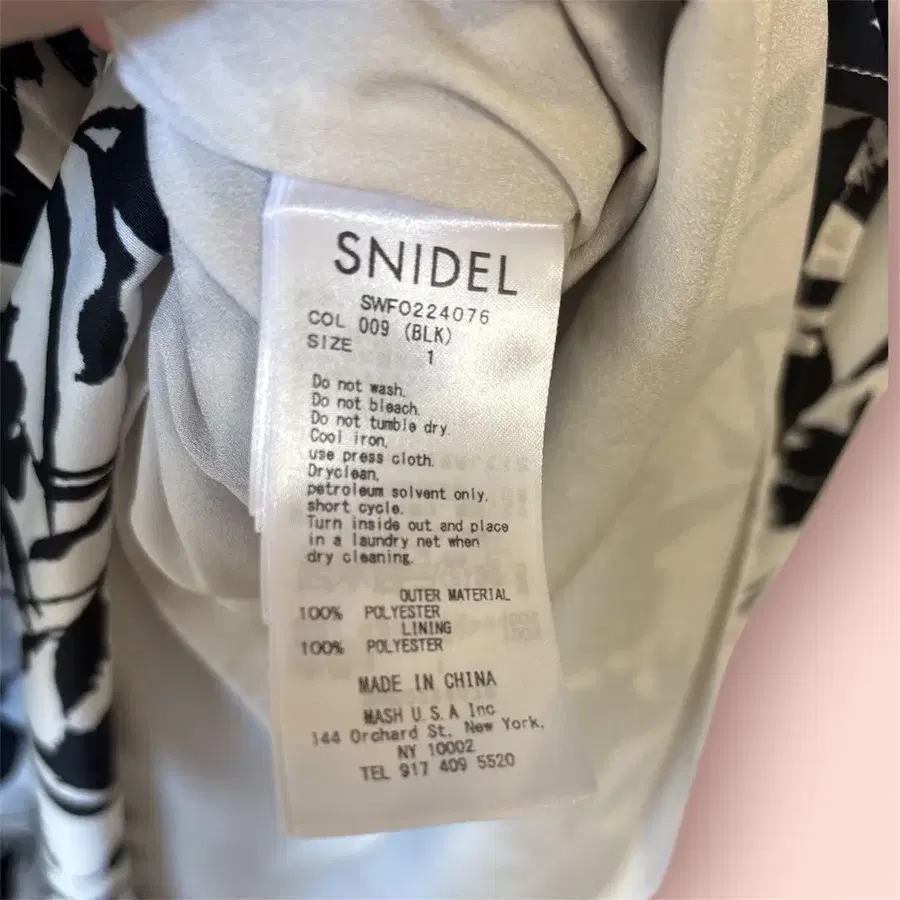 SNIDEL
SWFO224076
COL 009 (BLK)
SIZE 1
Do not wash.
Do not bleach.
Do not tumble dry.
Cool iron,
use press cloth.
Dryclean,
petroleum solvent only,
short cycle.
Turn inside out and place
in a laundry net when
dry cleaning.
OUTER MATERIAL
100% POLYESTER
LINING
100% POLYESTER
MADE IN CHINA
MASH U.S.A Inc
144 Orchard St. New York,
NY 10002
TEL 917 409 5520